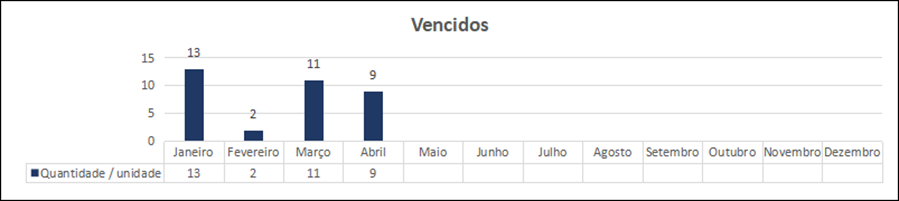 Vencidos
13
11
9
2
15
10
5
0
Janeiro Fevereiro Março Abril Maio Junho Julho Agosto Setembro Outubro Novembro Dezembro
Quantidade / unidade 13 2 11 9